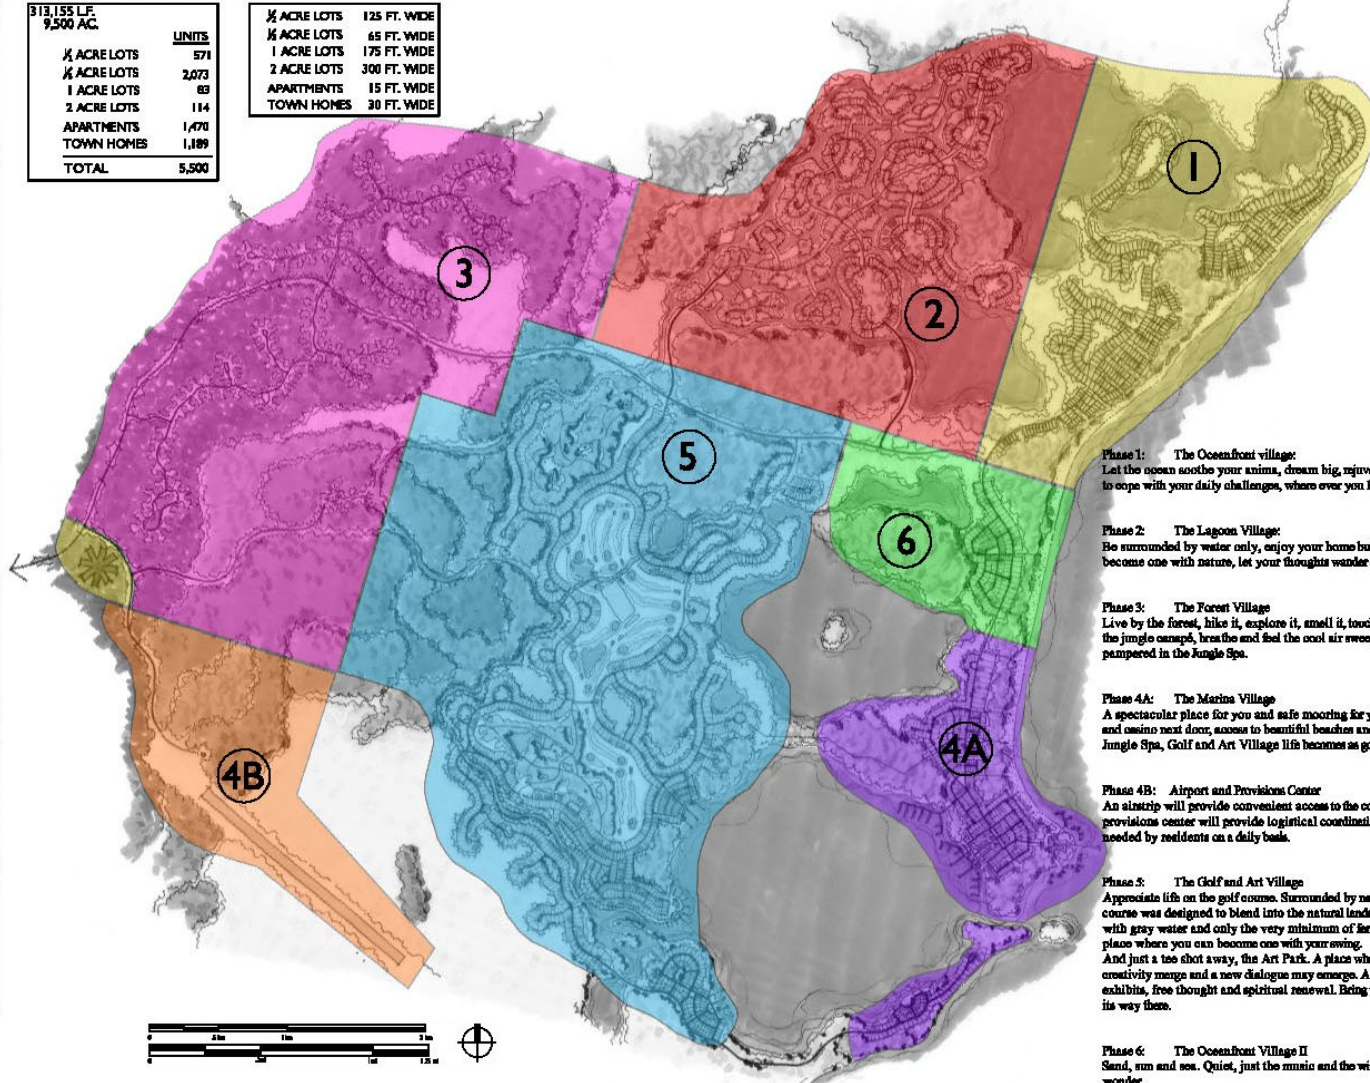 313,155 L.F.
9,500 AC.
UNITS
½ ACRE LOTS 571
¼ ACRE LOTS 2,073
1 ACRE LOTS 83
2 ACRE LOTS 114
APARTMENTS 1,470
TOWN HOMES 1,189
TOTAL 5,500
½ ACRE LOTS 125 FT. WIDE
¼ ACRE LOTS 65 FT. WIDE
1 ACRE LOTS 175 FT. WIDE
2 ACRE LOTS 300 FT. WIDE
APARTMENTS 15 FT. WIDE
TOWN HOMES 30 FT. WIDE
1
2
3
5
6
4A
4B
Phase 1: The Oceanfront village:
Let the ocean soothe your anima, dream big, rejuv
to cope with your daily challenges, where ever you
Phase 2: The Lagoon Village:
Be surrounded by water only, enjoy your home bu
become one with nature, let your thoughts wander
Phase 3: The Forest Village
Live by the forest, hike it, explore it, smell it, touc
the jungle canapé, breathe and feel the cool air swee
pampered in the Jungle Spa.
Phase 4A: The Marina Village
A spectacular place for you and safe mooring for y
and casino next door, access to beautiful beaches an
Jungle Spa, Golf and Art Village life becomes as go
Phase 4B: Airport and Provisions Center
An airstrip will provide convenient access to the co
provisions center will provide logistical coordinati
needed by residents on a daily basis.
Phase 5: The Golf and Art Village
Appreciate life on the golf course. Surrounded by na
course was designed to blend into the natural lands
with gray water and only the very minimum of fer
place where you can become one with your swing.
And just a tee shot away, the Art Park. A place whe
creativity merge and a new dialogue may emerge. A
exhibits, free thought and spiritual renewal. Bring
its way there.
Phase 6: The Oceanfront Village II
Sand, sun and sea. Quiet, just the music and the wi
wonder